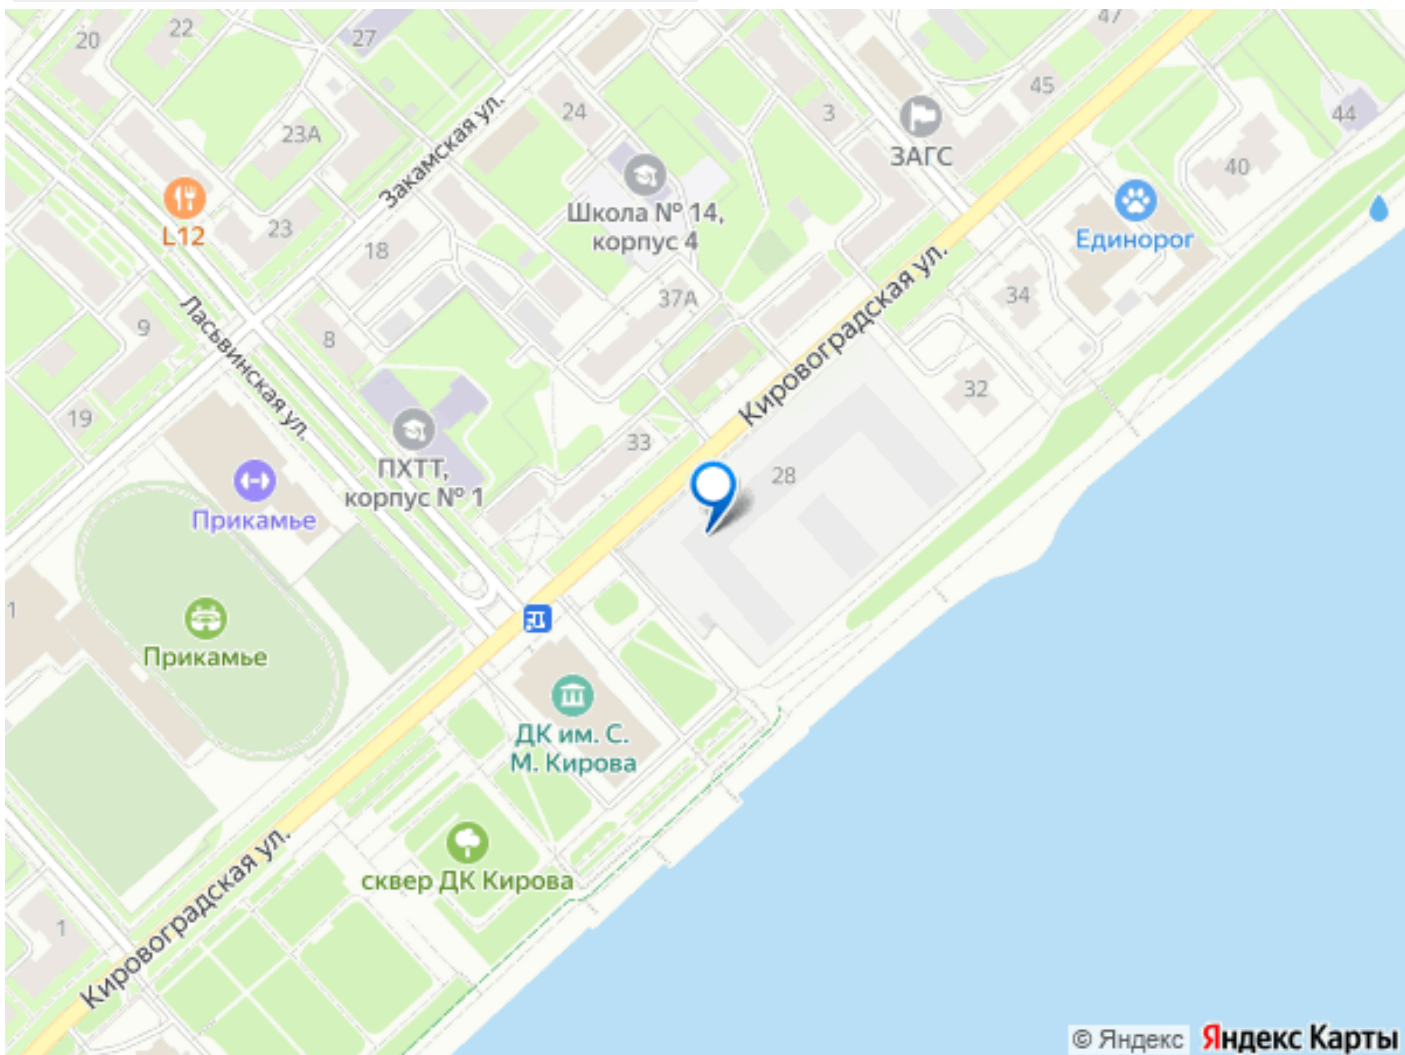 47
22
20
27
45
24
3
44
23А
Закамская ул.
ЗАГС
40
Школа № 14,
корпус 4
L12
23
18
Единорог
Кировоградская ул.
37А
34
9
8
Ласьвинская ул.
32
19
33
ПХТТ,
корпус № 1
28
Прикамье
1
Прикамье
ДК им. С.
М. Кирова
сквер ДК Кирова
Кировоградская ул.
1
© Яндекс Яндекс Карты